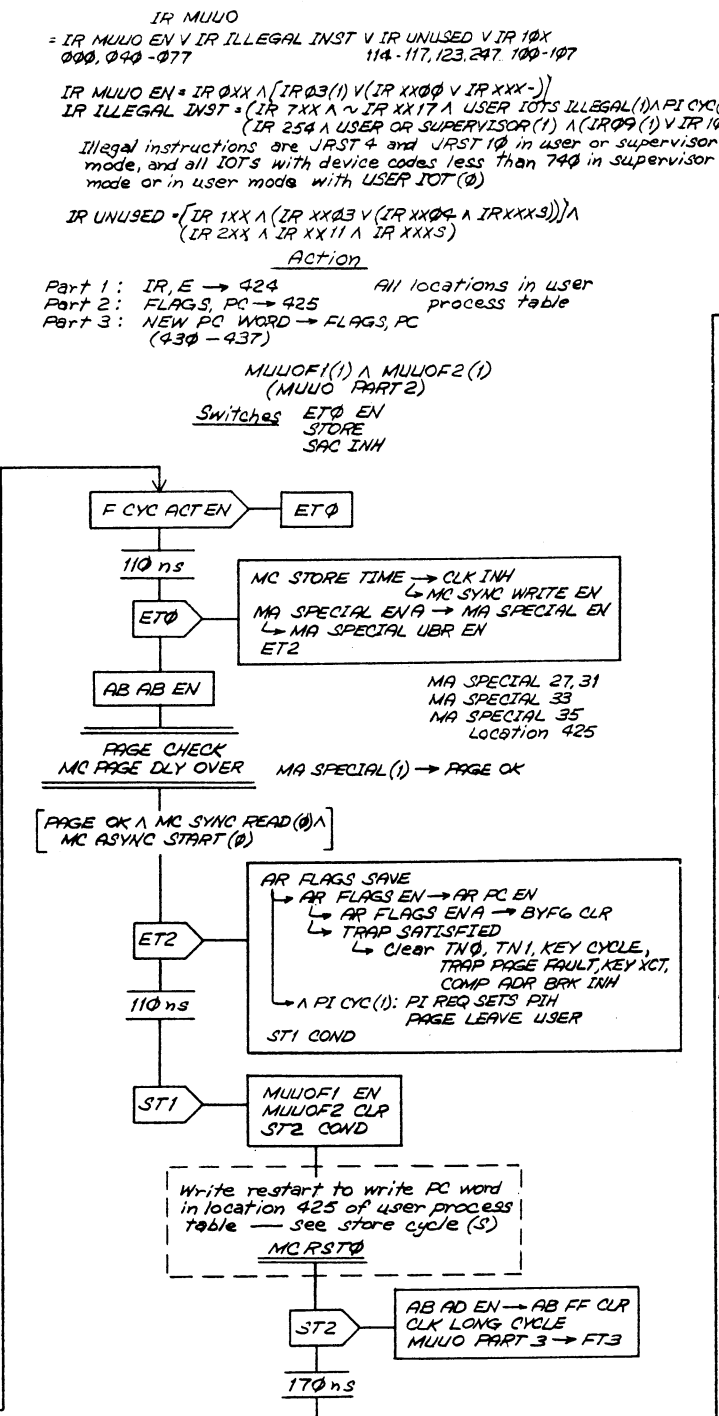 IR MUUO
= IR MUUO EN V IR ILLEGAL INST V IR UNUSED V IR 10X
000, 040-077 114-117, 123, 247 100-107
IR MUUO EN = IR 0XX ∧ [IR 03(1) V (IR XX00 V IR XXX-)]
IR ILLEGAL INST = (IR 7XX ∧ ~ IR XX17 ∧ USER IOTS ILLEGAL(1) ∧ PI CYC(
(IR 254 ∧ USER OR SUPERVISOR (1) ∧ (IR09 (1) V IR 10
Illegal instructions are JRST 4 and JRST 10 in user or supervisor
mode, and all IOTs with device codes less than 740 in supervisor
mode or in user mode with USER IOT (0)
IR UNUSED = [IR 1XX ∧ (IR XX03 V (IR XX04 ∧ IRXXXS))] ∧
(IR 2XX ∧ IR XX11 ∧ IR XXXS)
Action
Part 1: IR, E → 424 All locations in user
Part 2: FLAGS, PC → 425 process table
Part 3: NEW PC WORD → FLAGS, PC
(430 - 437)
MUUOF1(1) ∧ MUUOF2(1)
(MUUO PART 2)
Switches ET0 EN
STORE
SAC INH
F CYC ACT EN ET0
110 ns
MC STORE TIME → CLK INH
↳ MC SYNC WRITE EN
ET0 MA SPECIAL EN A → MA SPECIAL EN
↳ MA SPECIAL UBR EN
ET2
AB AB EN
MA SPECIAL 27, 31
MA SPECIAL 33
MA SPECIAL 35
Location 425
PAGE CHECK
MC PAGE DLY OVER MA SPECIAL (1) → PAGE OK
[PAGE OK ∧ MC SYNC READ (0) ∧
MC ASYNC START (0)]
AR FLAGS SAVE
↳ AR FLAGS EN → AR PC EN
ET2 ↳ AR FLAGS EN A → BYF6 CLR
↳ TRAP SATISFIED
↳ Clear TN0, TN1, KEY CYCLE,
TRAP PAGE FAULT, KEY XCT,
COMP ADR BRK INH
110 ns ↳ ∧ PI CYC (1): PI REQ SETS PIH
PAGE LEAVE USER
ST1 COND
ST1 MUUOF1 EN
MUUOF2 CLR
ST2 COND
Write restart to write PC word
in location 425 of user process
table — see store cycle (S)
MC RST0
ST2 AB AD EN → AB FF CLR
CLK LONG CYCLE
MUUO PART 3 → FT3
170 ns